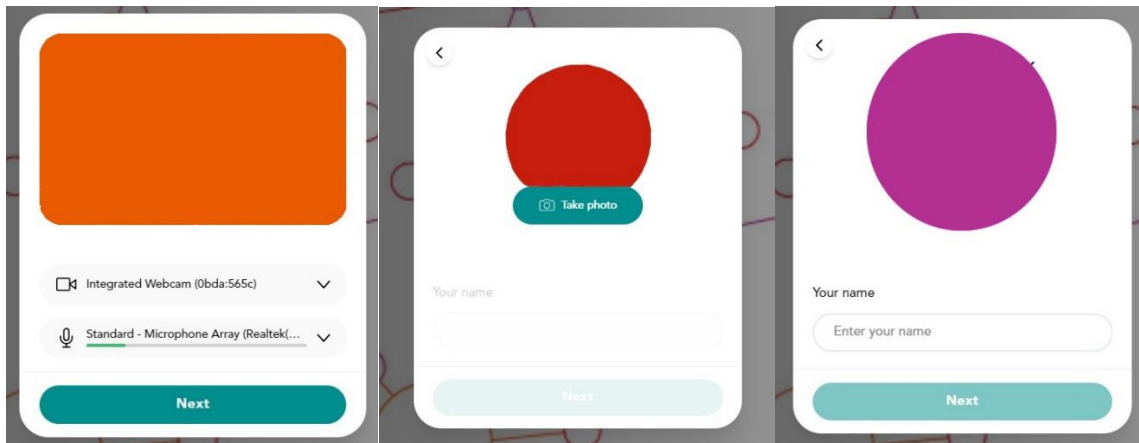 Integrated Webcam (0bda:565c)
Standard - Microphone Array (Realtek(...
Next
Take photo
Your name
Next
Your name
Enter your name
Next